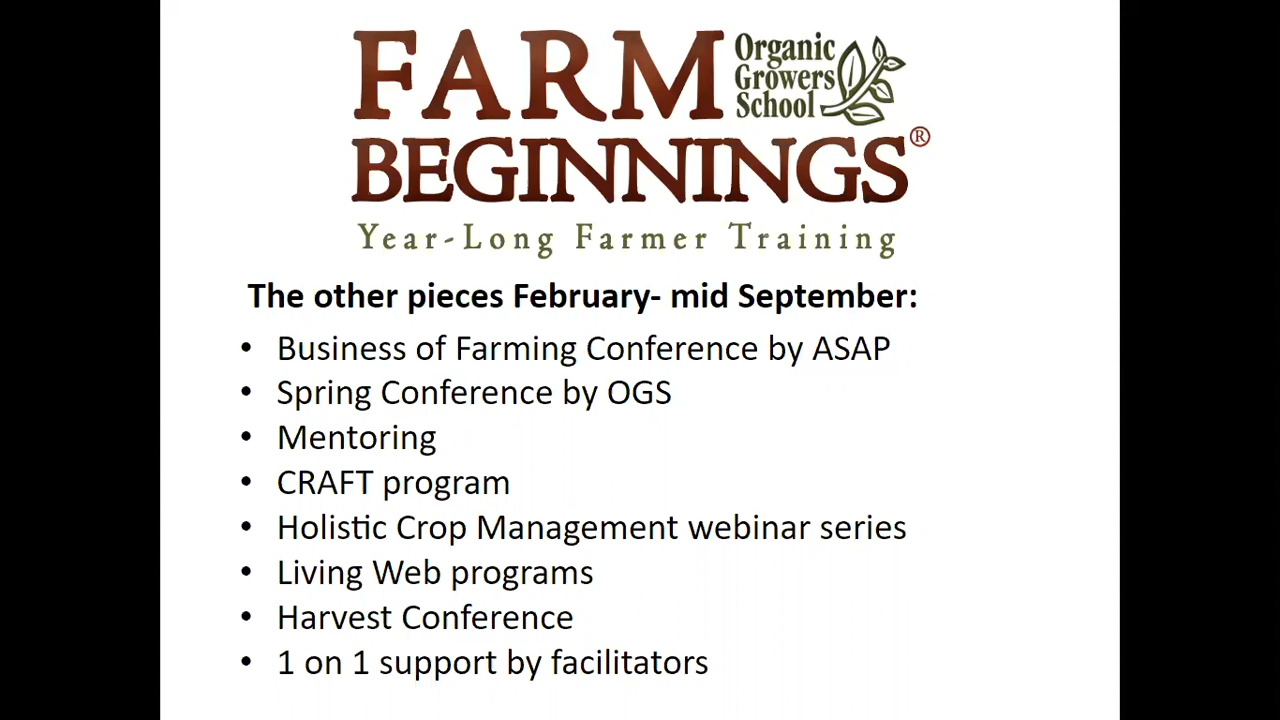 FARM
Organic
Growers
School
BEGINNINGS®
Year-Long Farmer Training
The other pieces February- mid September:
• Business of Farming Conference by ASAP
• Spring Conference by OGS
• Mentoring
• CRAFT program
• Holistic Crop Management webinar series
• Living Web programs
• Harvest Conference
• 1 on 1 support by facilitators